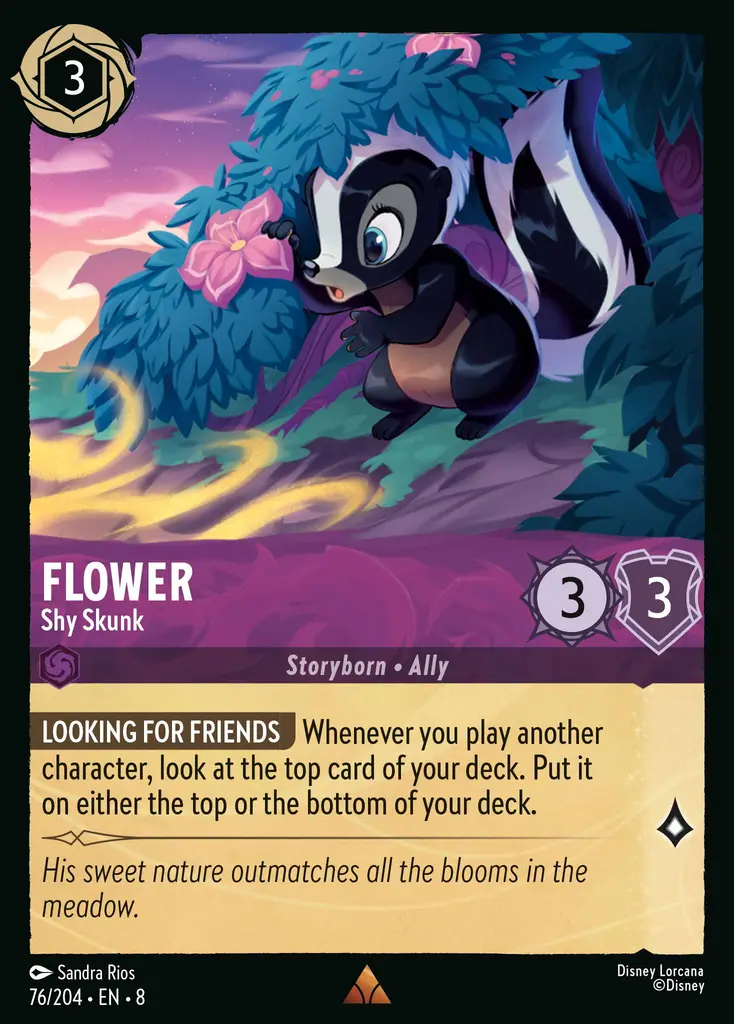 3
FLOWER
Shy Skunk
3
3
Storyborn • Ally
LOOKING FOR FRIENDS Whenever you play another
character, look at the top card of your deck. Put it
on either the top or the bottom of your deck.
His sweet nature outmatches all the blooms in the
meadow.
Sandra Rios
76/204 • EN • 8
Disney Lorcana
©Disney